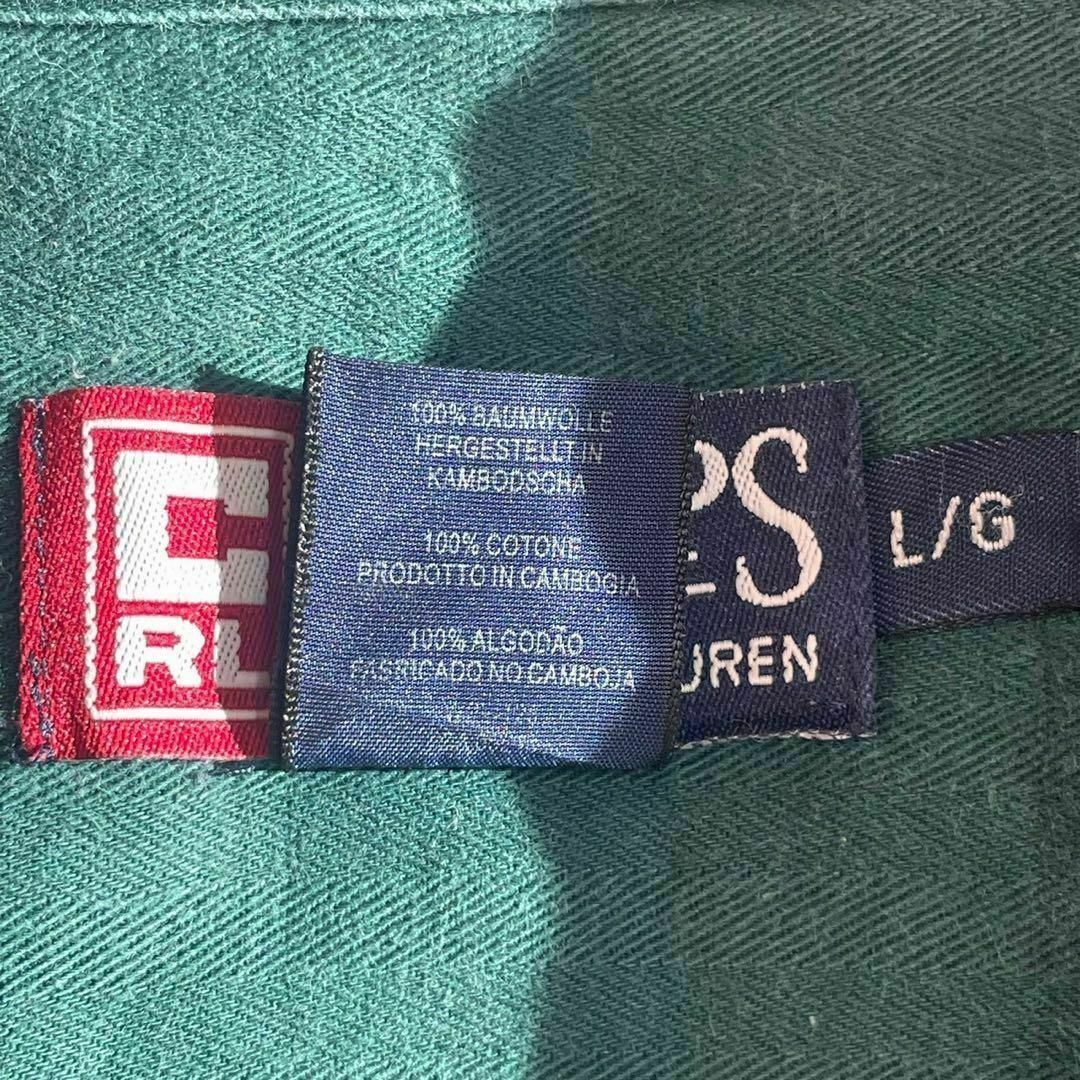 C
RL
100% BAUMWOLLE
HERGESTELLT IN
KAMBODSCHA
100% COTONE
PRODOTTO IN CAMBOGIA
100% ALGODÃO
FABRICADO NO CAMBOJA
PS
UREN
L/G